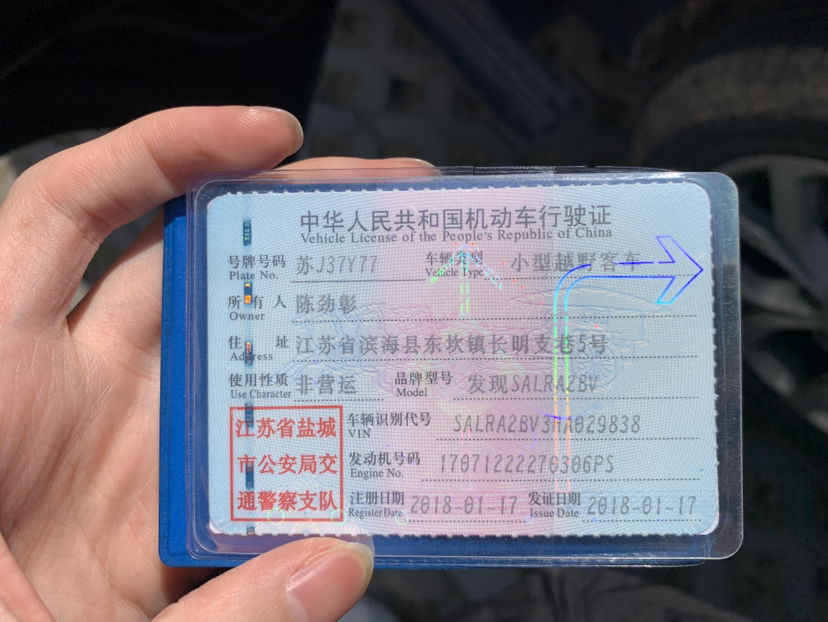 中华人民共和国机动车行驶证
Vehicle License of the People's Republic of China
号牌号码 苏J37Y77 车辆类型 小型越野客车
Plate No. Vehicle Type
所有人 陈劲彰
Owner
住址 江苏省滨海县东坎镇长明支巷5号
Address
使用性质 非营运 品牌型号 发现SALRA2BV
Use Character Model
江苏省盐城
市公安局交
通警察支队
车辆识别代号 SALRA2BV3HA029838
VIN
发动机号码 17071222270306PS
Engine No.
注册日期 2018-01-17 发证日期 2018-01-17
Register Date Issue Date